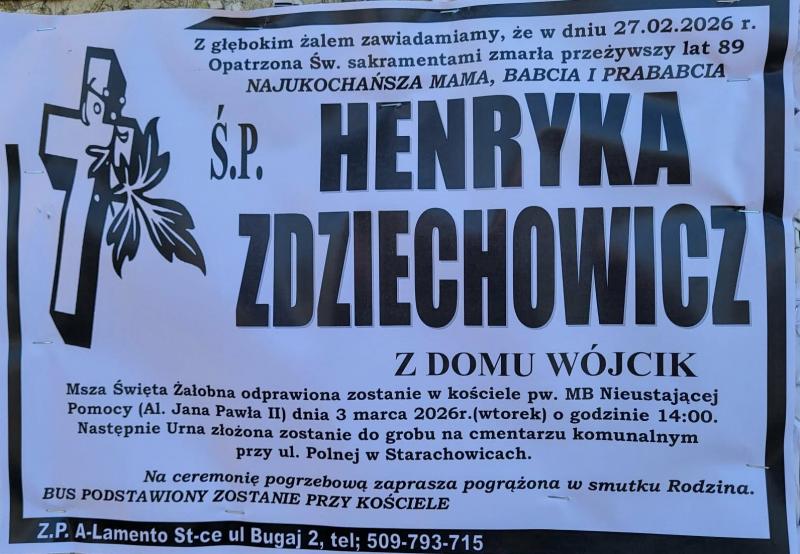 Z głębokim żalem zawiadamiamy, że w dniu 27.02.2026 r.
Opatrzona Św. sakramentami zmarła przeżywszy lat 89
NAJUKOCHAŃSZA MAMA, BABCIA I PRABABCIA
Ś.P. HENRYKA
ZDZIECHOWICZ
Z DOMU WÓJCIK
Msza Święta Żałobna odprawiona zostanie w kościele pw. MB Nieustającej
Pomocy (Al. Jana Pawła II) dnia 3 marca 2026r.(wtorek) o godzinie 14:00.
Następnie Urna złożona zostanie do grobu na cmentarzu komunalnym
przy ul. Polnej w Starachowicach.
Na ceremonię pogrzebową zaprasza pogrążona w smutku Rodzina.
BUS PODSTAWIONY ZOSTANIE PRZY KOŚCIELE
Z.P. A-Lamento St-ce ul Bugaj 2, tel; 509-793-715